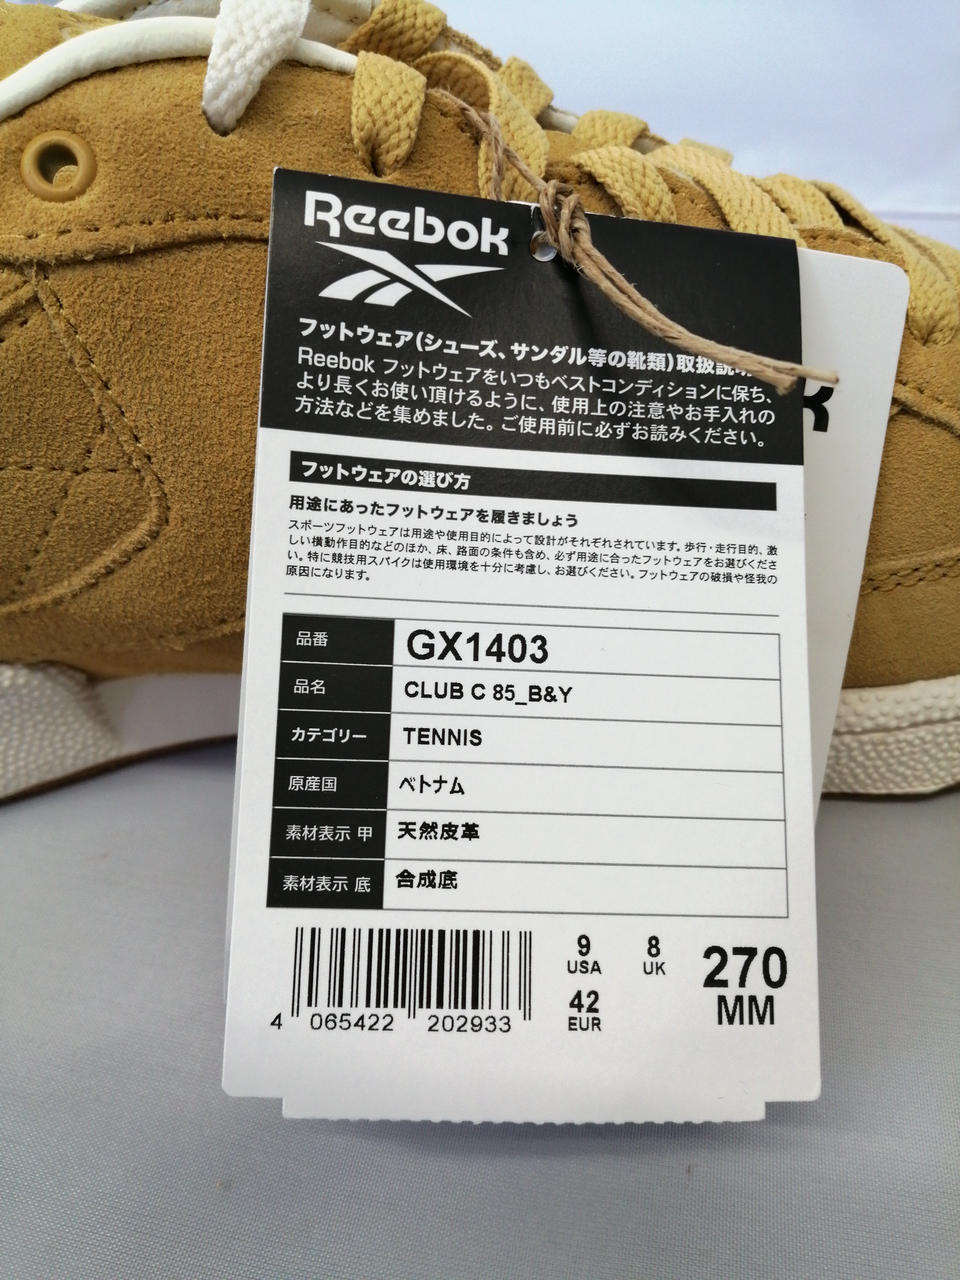 Reebok
フットウェア(シューズ、サンダル等の靴類)取扱説明
Reebok フットウェアをいつもベストコンディションに保ち、
より長くお使い頂けるように、使用上の注意やお手入れの
方法などを集めました。ご使用前に必ずお読みください。
フットウェアの選び方
用途にあったフットウェアを履きましょう
スポーツフットウェアは用途や使用目的によって設計がそれぞれされています。歩行・走行目的、激
しい横動作目的などのほか、床、路面の条件も含め、必ず用途に合ったフットウェアをお選びくださ
い。特に競技用スパイクは使用環境を十分に考慮し、お選びください。フットウェアの破損や怪我の
原因になります。
品番 GX1403
品名 CLUB C 85_B&Y
カテゴリー TENNIS
原産国 ベトナム
素材表示 甲 天然皮革
素材表示 底 合成底
9 USA 8 UK 270 MM
42 EUR
4 065422 202933